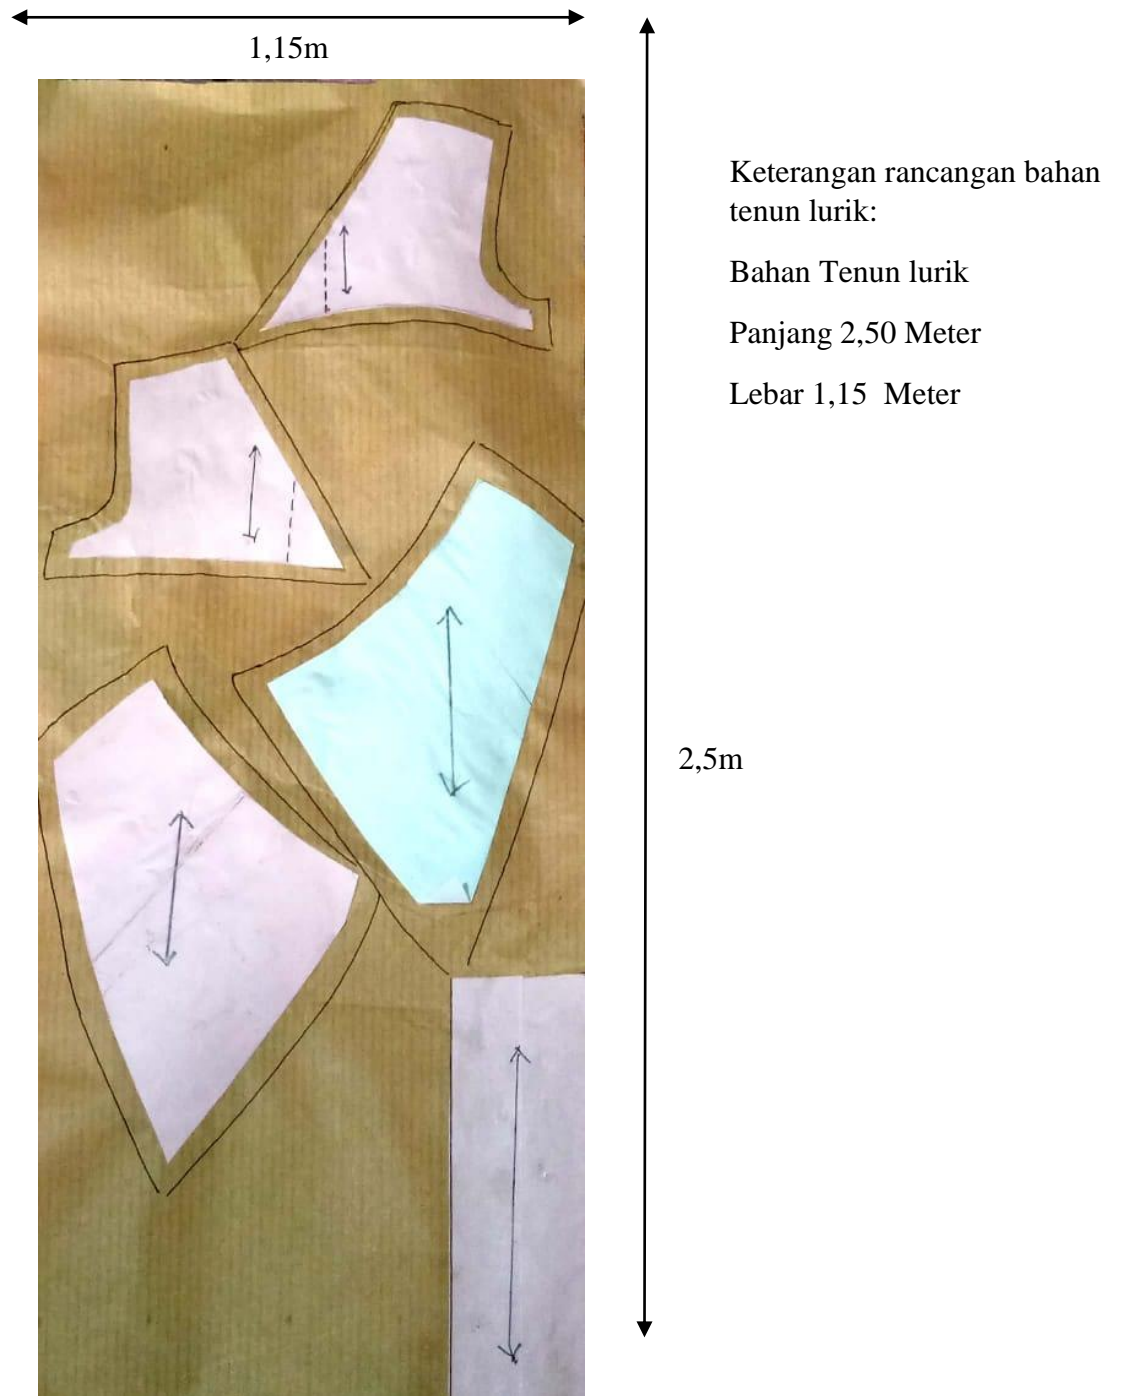 1,15m
Keterangan rancangan bahan
tenun lurik:
Bahan Tenun lurik
Panjang 2,50 Meter
Lebar 1,15 Meter
2,5m